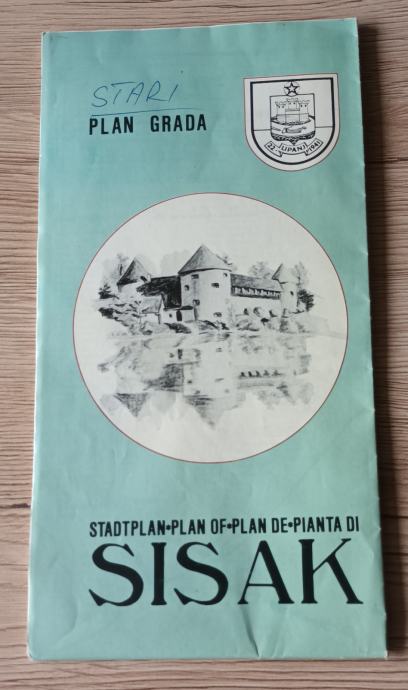 STARI
PLAN GRADA
22. LIPANJ 1941
STADTPLAN•PLAN OF•PLAN DE•PIANTA DI
SISAK